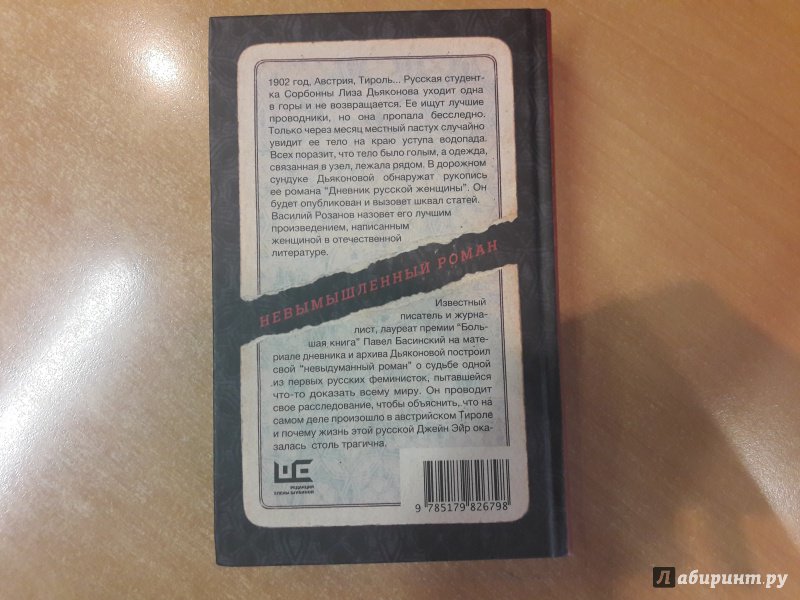 1902 год, Австрия, Тироль... Русская студент-
ка Сорбонны Лиза Дьяконова уходит одна
в горы и не возвращается. Ее ищут лучшие
проводники, но она пропала бесследно.
Только через месяц местный пастух случайно
увидит ее тело на краю уступа водопада.
Всех поразит, что тело было голым, а одежда,
связанная в узел, лежала рядом. В дорожном
сундуке Дьяконовой обнаружат рукопись
ее романа "Дневник русской женщины". Он
будет опубликован и вызовет шквал статей.
Василий Розанов назовет его лучшим
произведением, написанным
женщиной в отечественной
литературе.
НЕВЫМЫШЛЕННЫЙ РОМАН
Известный
писатель и журна-
лист, лауреат премии "Боль-
шая книга" Павел Басинский на мате-
риале дневника и архива Дьяконовой построил
свой "невыдуманный роман" о судьбе одной
из первых русских феминисток, пытавшейся
что-то доказать всему миру. Он проводит
свое расследование, чтобы объяснить, что на
самом деле произошло в австрийском Тироле
и почему жизнь этой русской Джейн Эйр ока-
залась столь трагична.
РЕДАКЦИЯ
ЕЛЕНЫ ШУБИНОЙ
9 785179 826798
Лабиринт.ру